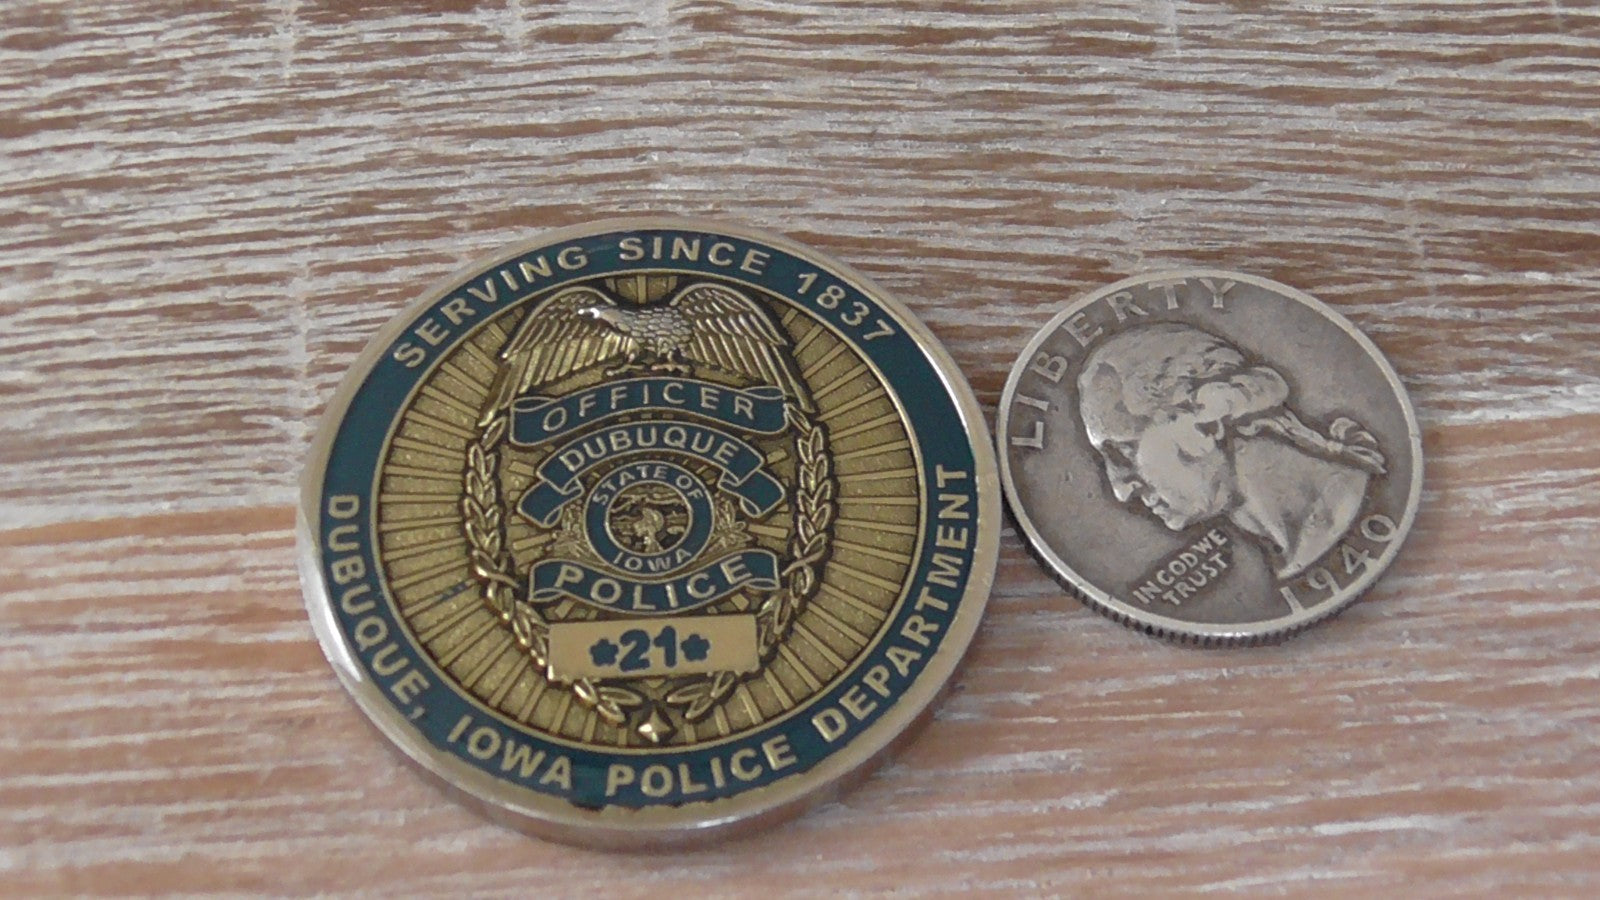 SERVING SINCE 1837
OFFICER
DUBUQUE
STATE OF
IOWA
POLICE
*21*
DUBUQUE, IOWA POLICE DEPARTMENT
LIBERTY
IN GOD WE
TRUST
1940